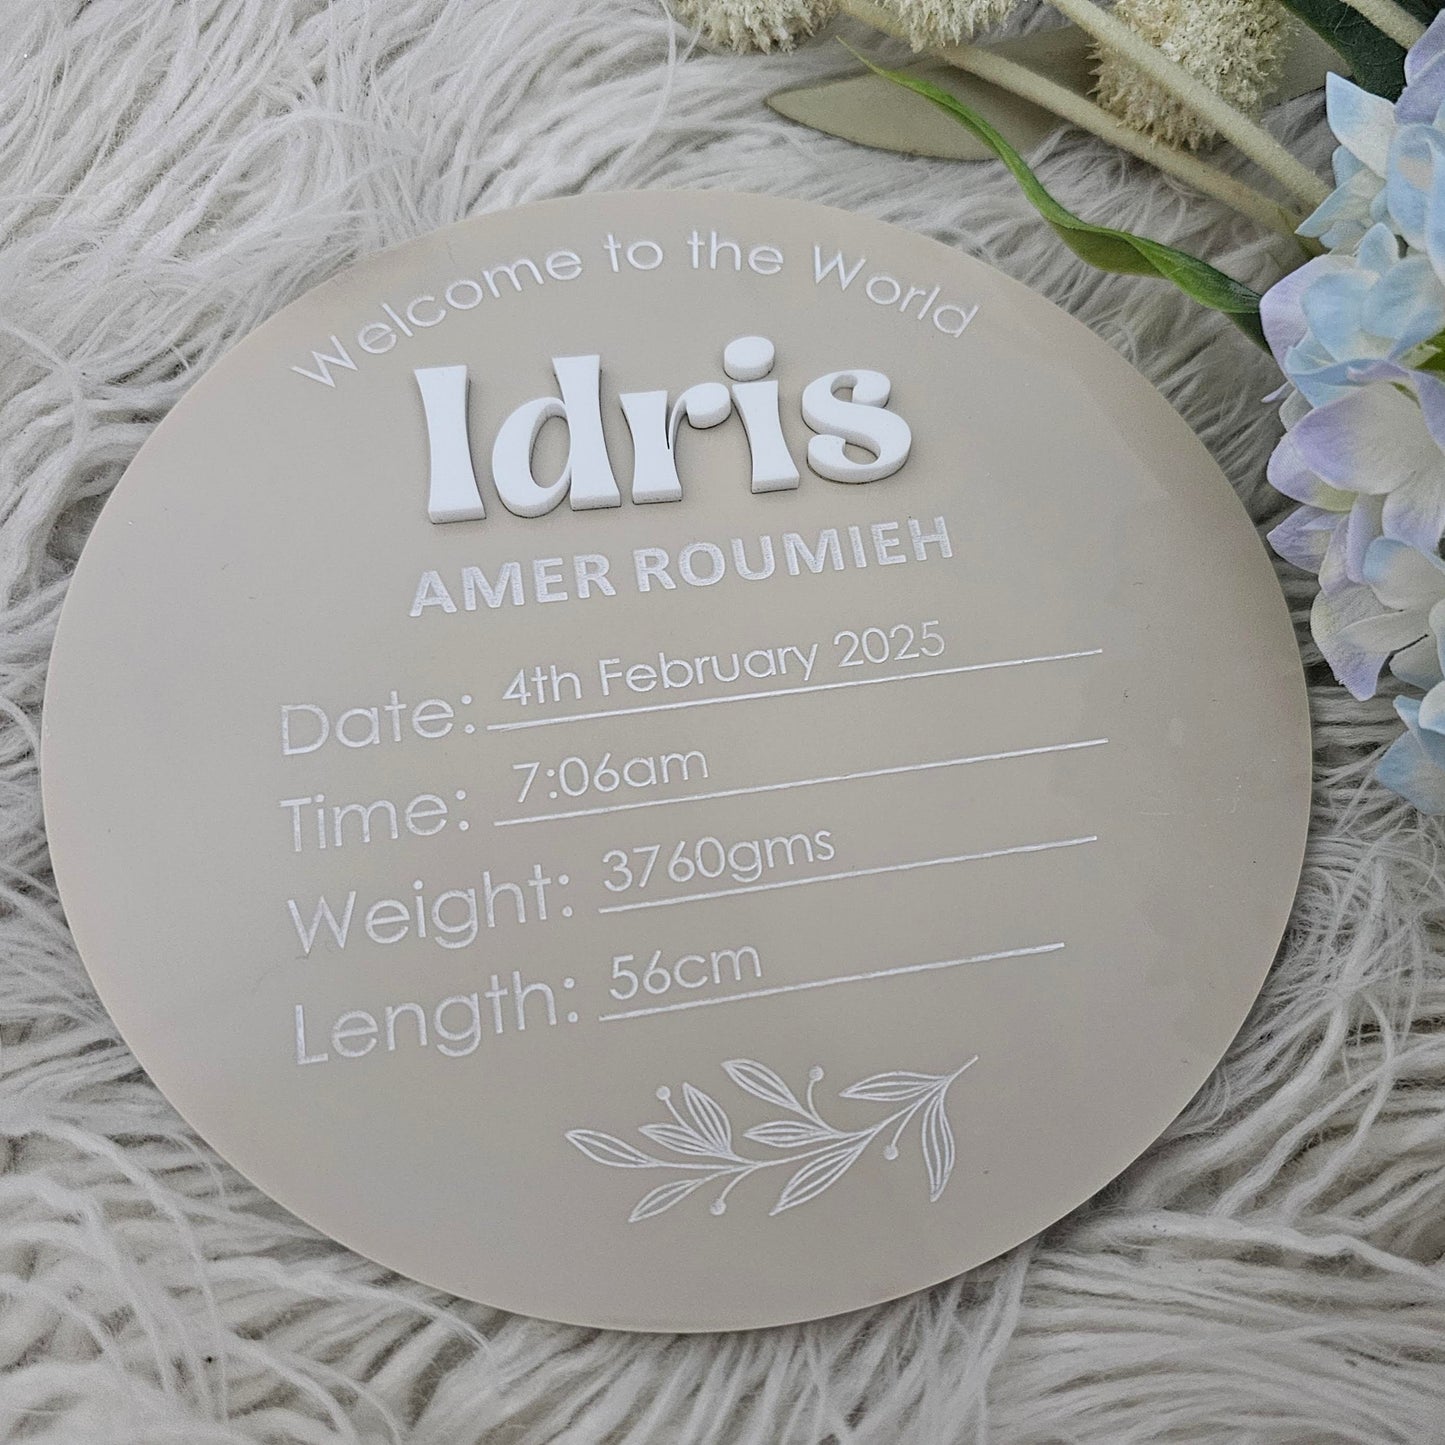 Welcome to the World
Idris
AMER ROUMIEH
Date: 4th February 2025
Time: 7:06am
Weight: 3760gms
Length: 56cm